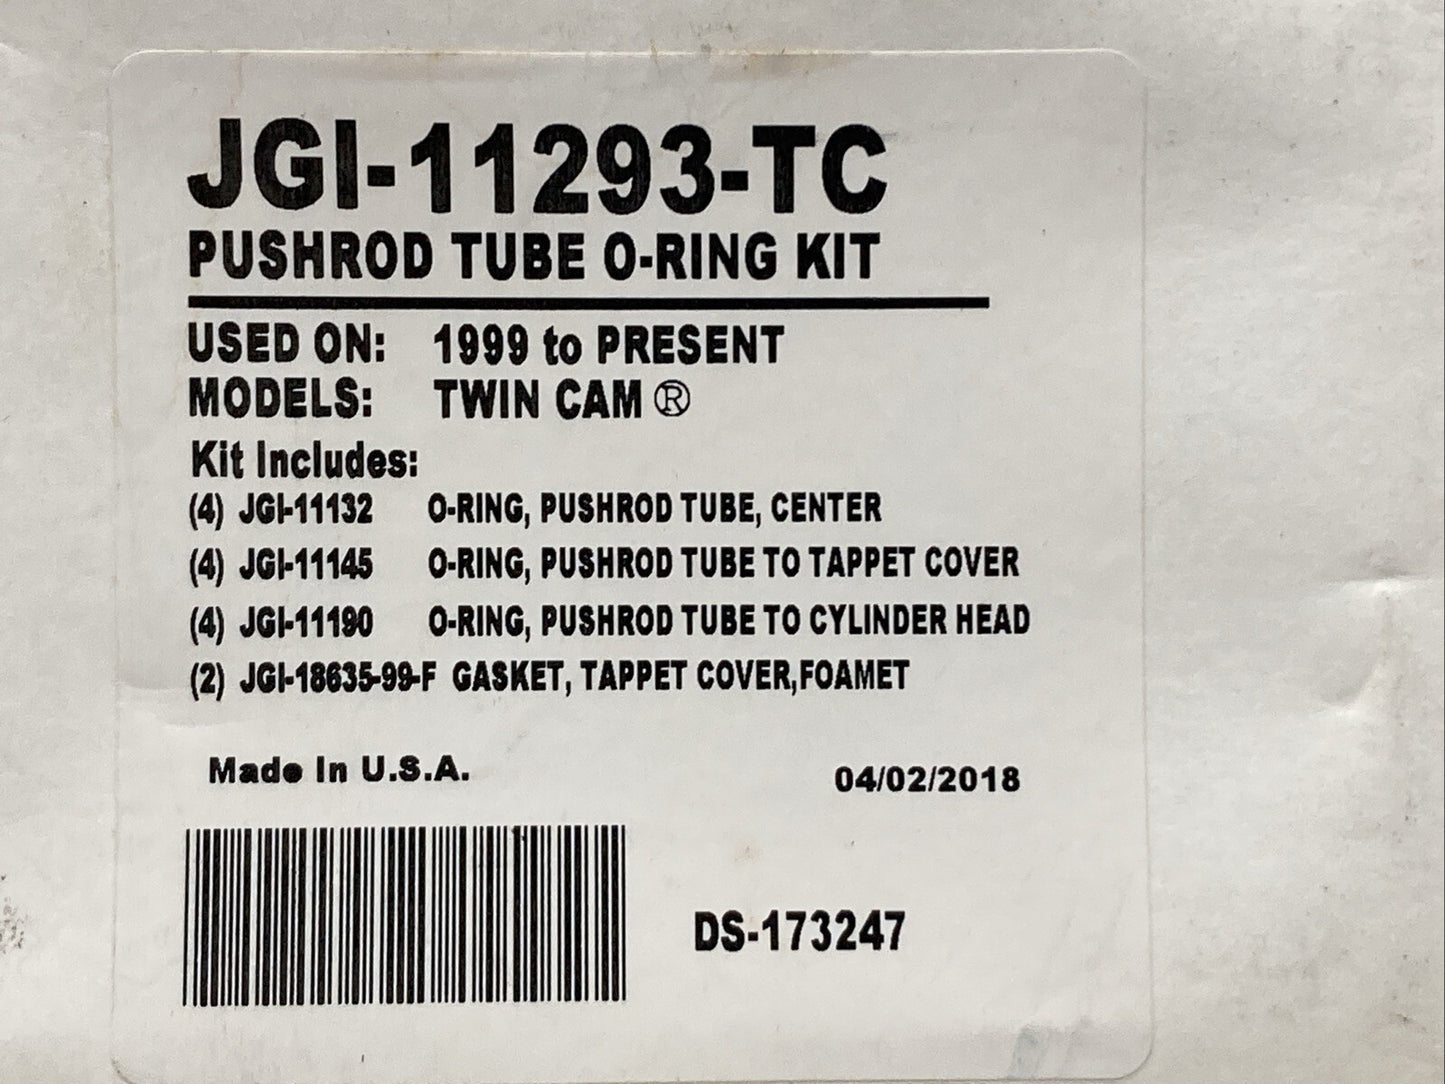 JGI-11293-TC
PUSHROD TUBE O-RING KIT
USED ON: 1999 to PRESENT
MODELS: TWIN CAM ®
Kit Includes:
(4) JGI-11132 O-RING, PUSHROD TUBE, CENTER
(4) JGI-11145 O-RING, PUSHROD TUBE TO TAPPET COVER
(4) JGI-11190 O-RING, PUSHROD TUBE TO CYLINDER HEAD
(2) JGI-18635-99-F GASKET, TAPPET COVER,FOAMET
Made In U.S.A. 04/02/2018
DS-173247